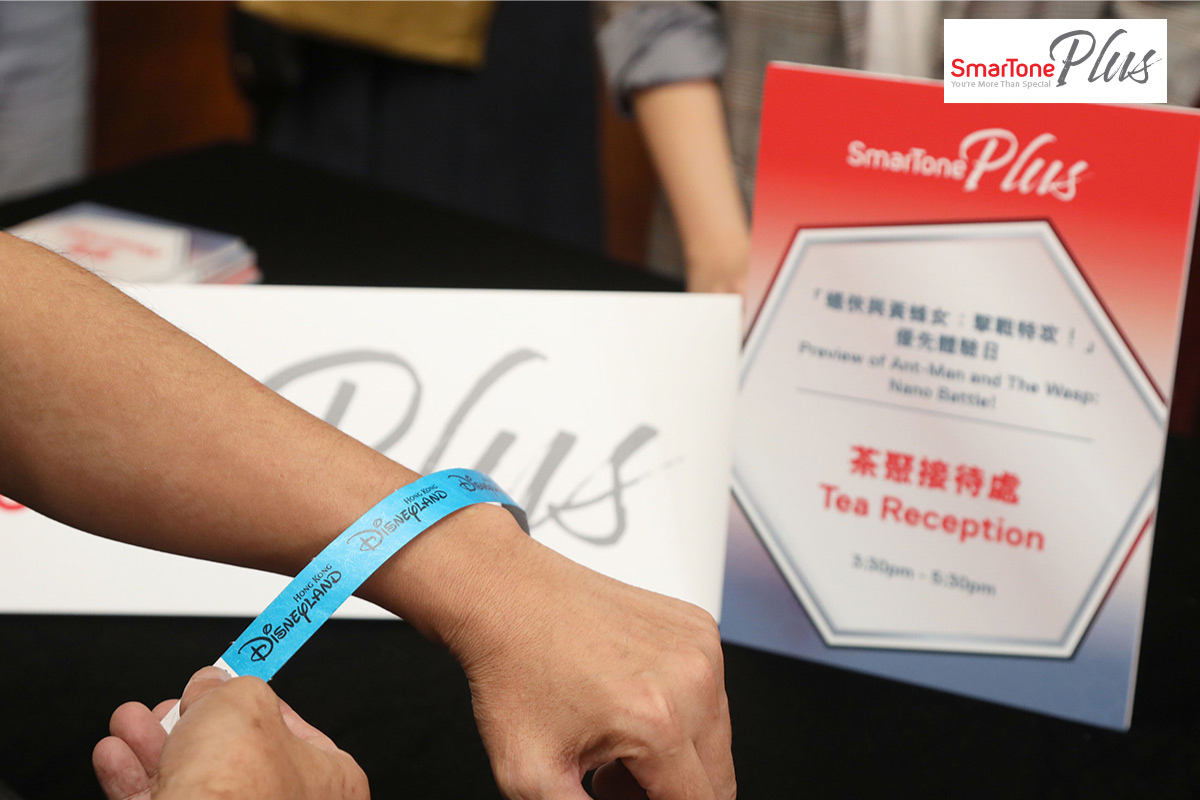 SmarTone Plus
You're More Than Special
SmarTone Plus
「蟻俠與黃蜂女：擊戰特攻！」
優先體驗日
Preview of Ant-Man and The Wasp:
Nano Battle!
茶聚接待處
Tea Reception
3:30pm - 5:30pm
Plus
HONG KONG
DISNEYLAND
HONG KONG
DISNEYLAND